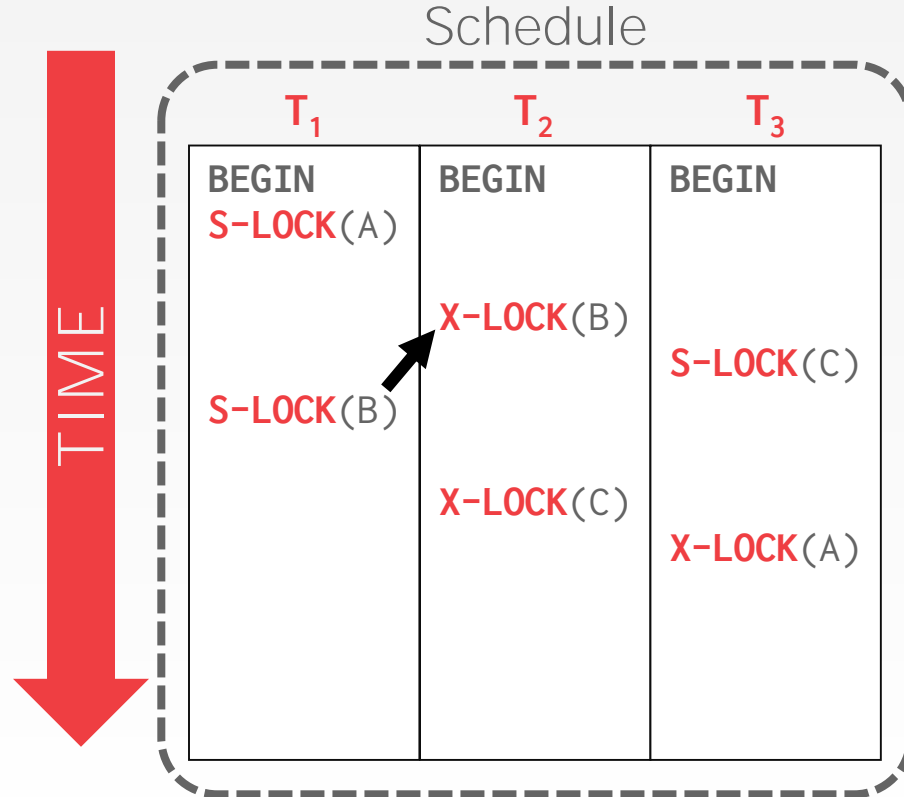 Schedule
TIME
T₁ T₂ T₃
BEGIN BEGIN BEGIN
S-LOCK(A)
X-LOCK(B)
S-LOCK(C)
S-LOCK(B)
X-LOCK(C)
X-LOCK(A)